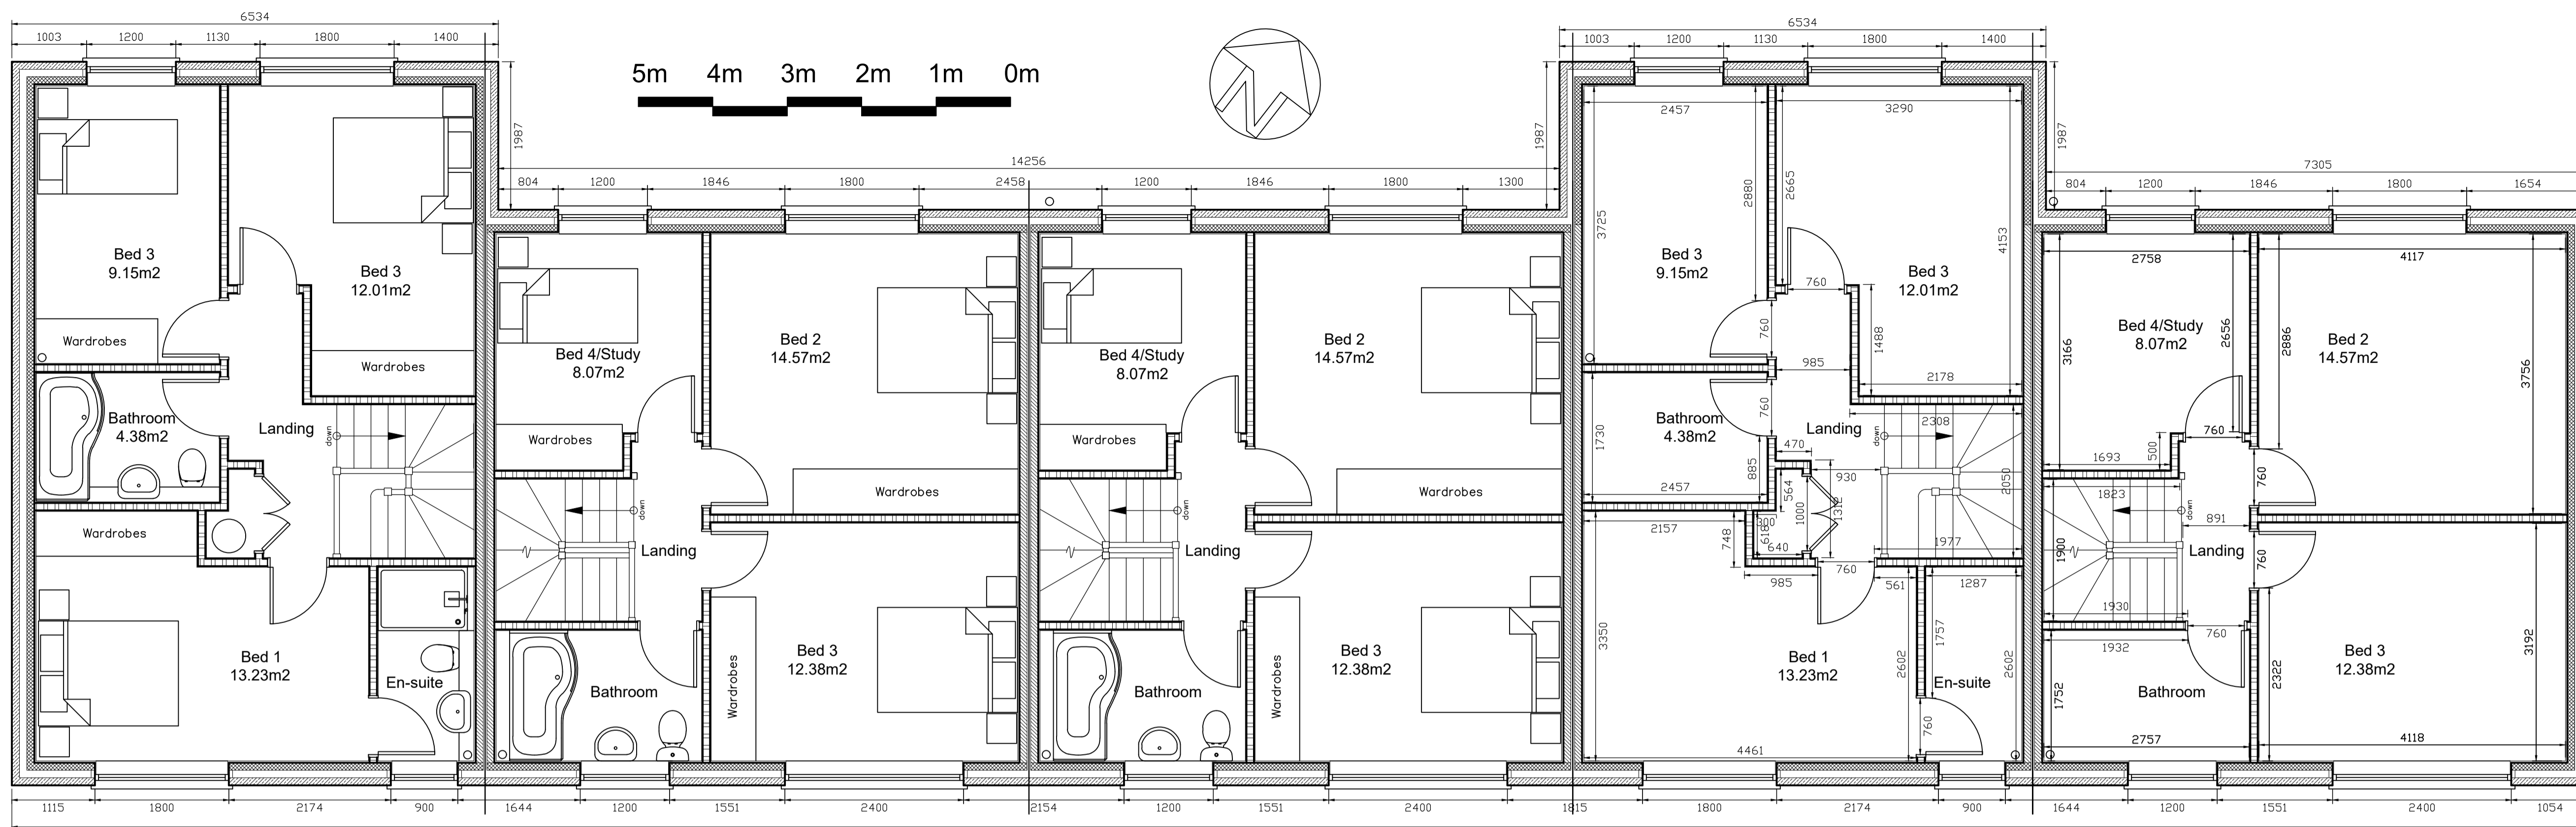 6534
1003 1200 1130 1800 1400
1987
5m 4m 3m 2m 1m 0m
N
14256
804 1200 1846 1800 2458 1200 1846 1800 1300
1987
6534
1003 1200 1130 1800 1400
1987
7305
804 1200 1846 1800 1654
Bed 3
9.15m2
Bed 3
12.01m2
Wardrobes
Wardrobes
Bathroom
4.38m2
Landing
down
Wardrobes
Bed 1
13.23m2
En-suite
Bed 4/Study
8.07m2
Bed 2
14.57m2
Wardrobes
Wardrobes
down
Landing
Bathroom
Wardrobes
Bed 3
12.38m2
Bed 4/Study
8.07m2
Bed 2
14.57m2
Wardrobes
Wardrobes
down
Landing
Bathroom
Wardrobes
Bed 3
12.38m2
2457
3290
2880
2665
3725
4153
Bed 3
9.15m2
Bed 3
12.01m2
760
760
1488
985
2178
Bathroom
4.38m2
760
1730
Landing
down
2308
470
885
930
2050
2457
564
1000
1312
2157
300
618
748
640
1977
985
760
561
1287
3350
1757
Bed 1
13.23m2
2602
En-suite
2602
760
4461
2758
4117
Bed 4/Study
8.07m2
2656
2886
Bed 2
14.57m2
3166
3756
760
1693
500
760
1823
down
891
1900
Landing
760
1930
760
1932
Bed 3
12.38m2
3192
2322
1752
Bathroom
2757
4118
1115 1800 2174 900 1644 1200 1551 2400 2154 1200 1551 2400 1815 1800 2174 900 1644 1200 1551 2400 1054